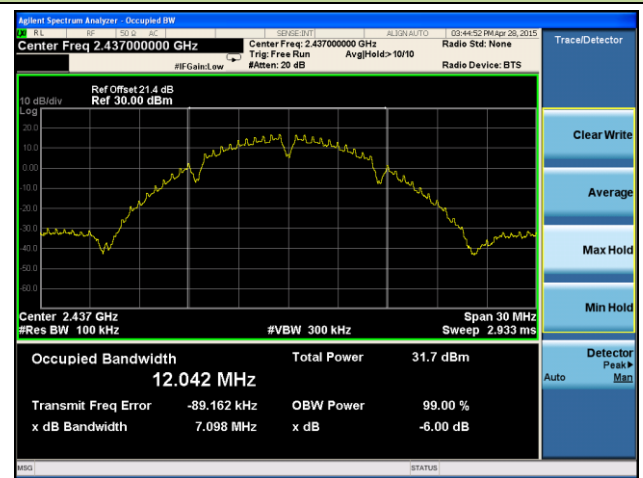 Agilent Spectrum Analyzer - Occupied BW
RL RF 50 Ω AC SENSE:INT ALIGN AUTO 03:44:52 PM Apr 28, 2015
Center Freq 2.437000000 GHz
Center Freq: 2.437000000 GHz
Radio Std: None
Trig: Free Run Avg|Hold:>10/10
#IFGain:Low #Atten: 20 dB
Radio Device: BTS
Trace/Detector
Ref Offset 21.4 dB
10 dB/div Ref 30.00 dBm
Log
20.0
10.0
0.00
-10.0
-20.0
-30.0
-40.0
-50.0
-60.0
Center 2.437 GHz
Span 30 MHz
#Res BW 100 kHz
#VBW 300 kHz
Sweep 2.933 ms
Occupied Bandwidth
12.042 MHz
Total Power 31.7 dBm
Transmit Freq Error -89.162 kHz OBW Power 99.00 %
x dB Bandwidth 7.098 MHz x dB -6.00 dB
Clear Write
Average
Max Hold
Min Hold
Detector
Peak▶
Auto Man
MSG
STATUS